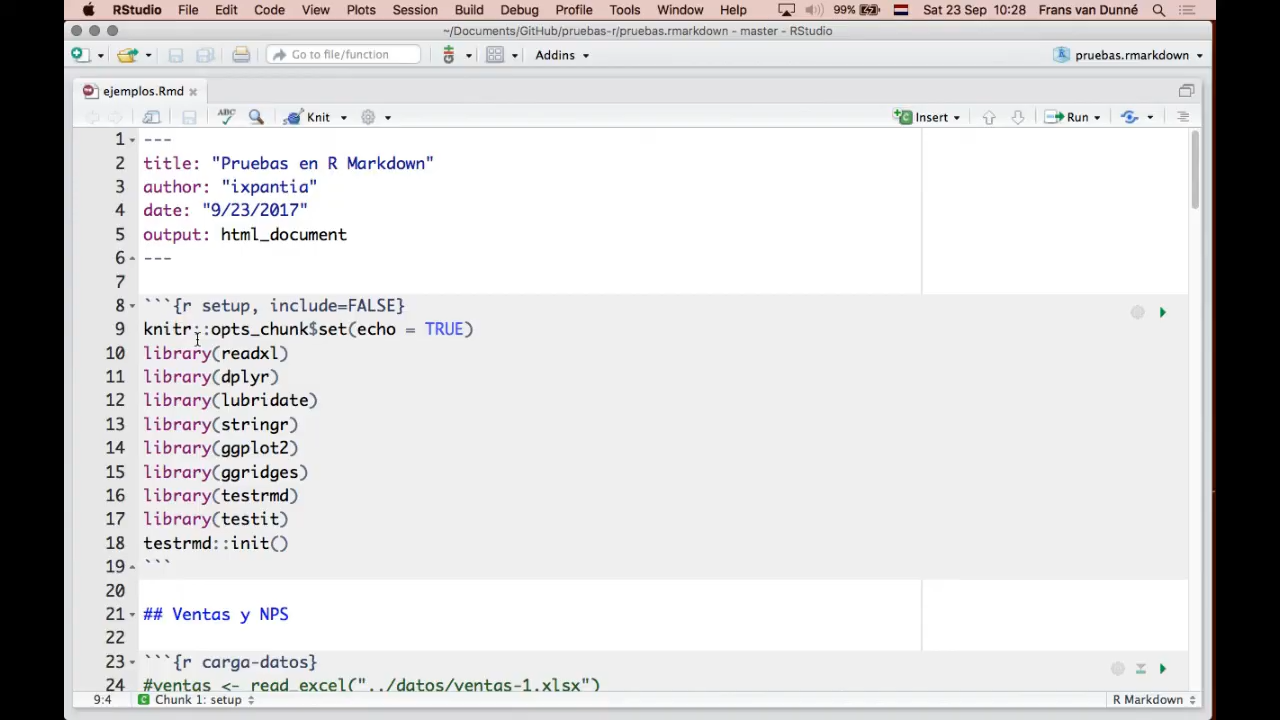 RStudio File Edit Code View Plots Session Build Debug Profile Tools Window Help 99% Sat 23 Sep 10:28 Frans van Dunné
~/Documents/GitHub/pruebas-r/pruebas.rmarkdown - master - RStudio
Go to file/function Addins pruebas.rmarkdown
ejemplos.Rmd
ABC Knit Insert Run
1 ---
2 title: "Pruebas en R Markdown"
3 author: "ixpantia"
4 date: "9/23/2017"
5 output: html_document
6 ---
7
8 ```{r setup, include=FALSE}
9 knitr::opts_chunk$set(echo = TRUE)
10 library(readxl)
11 library(dplyr)
12 library(lubridate)
13 library(stringr)
14 library(ggplot2)
15 library(ggridges)
16 library(testrmd)
17 library(testit)
18 testrmd::init()
19 ```
20
21 ## Ventas y NPS
22
23 ```{r carga-datos}
24 #ventas <- read_excel("../datos/ventas-1.xlsx")
9:4 Chunk 1: setup R Markdown